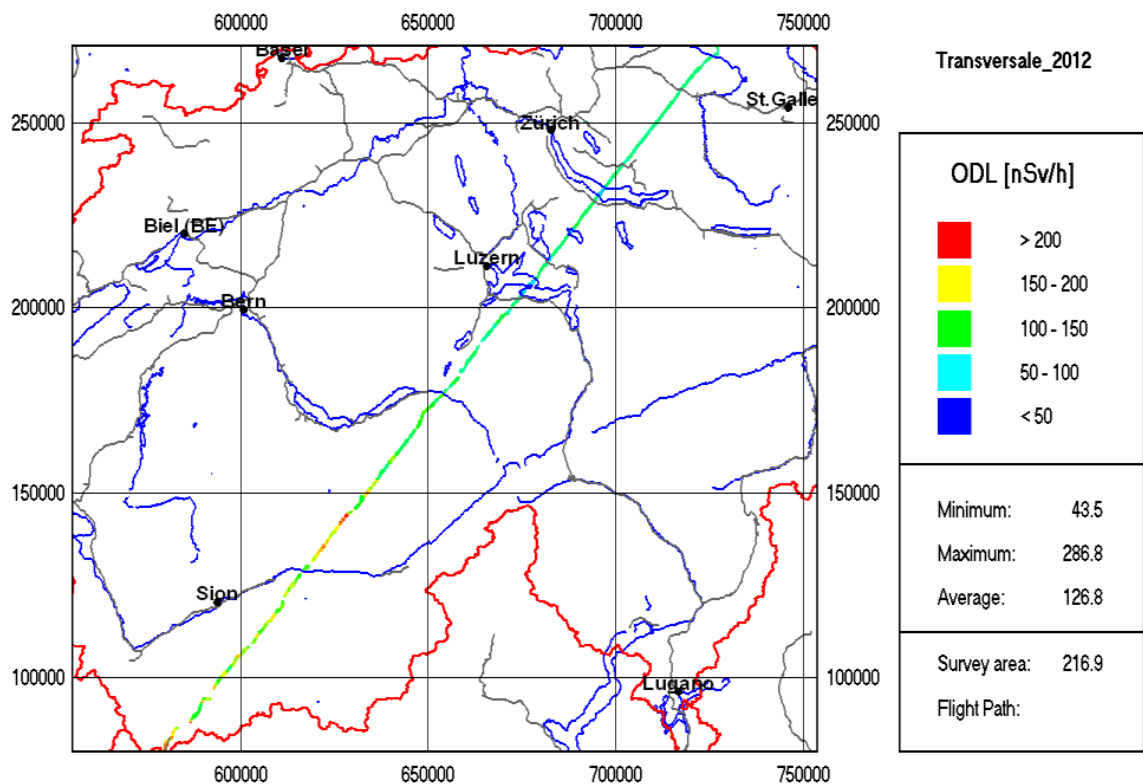 600000 650000 700000 750000
Basel
Transversale_2012
St.Galle
250000 Zürich 250000
ODL [nSv/h]
Biel (BE)
> 200
Luzern
150 - 200
200000 Bern 200000
100 - 150
50 - 100
< 50
150000 150000
Minimum: 43.5
Maximum: 286.8
Average: 126.8
Sion
Survey area: 216.9
100000 Lugano 100000
Flight Path:
600000 650000 700000 750000